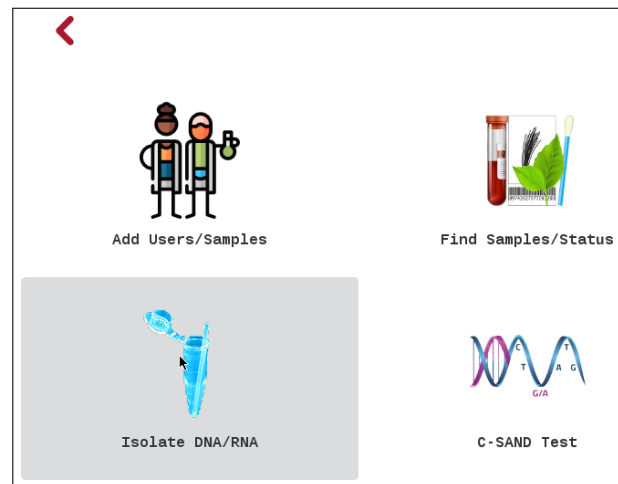 Add Users/Samples
Find Samples/Status
Isolate DNA/RNA
C-SAND Test
C
T
T
A
G
G/A